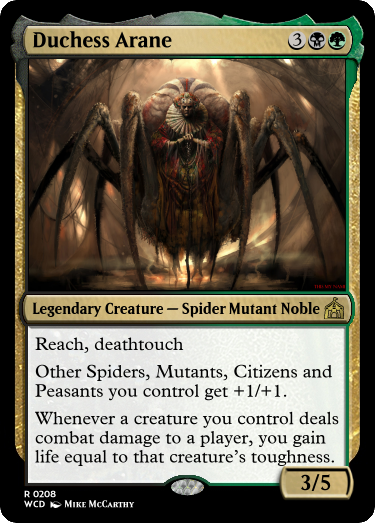 Duchess Arane 3
Legendary Creature — Spider Mutant Noble
Reach, deathtouch
Other Spiders, Mutants, Citizens and
Peasants you control get +1/+1.
Whenever a creature you control deals
combat damage to a player, you gain
life equal to that creature's toughness.
3/5
R 0208
WCD Mike McCarthy